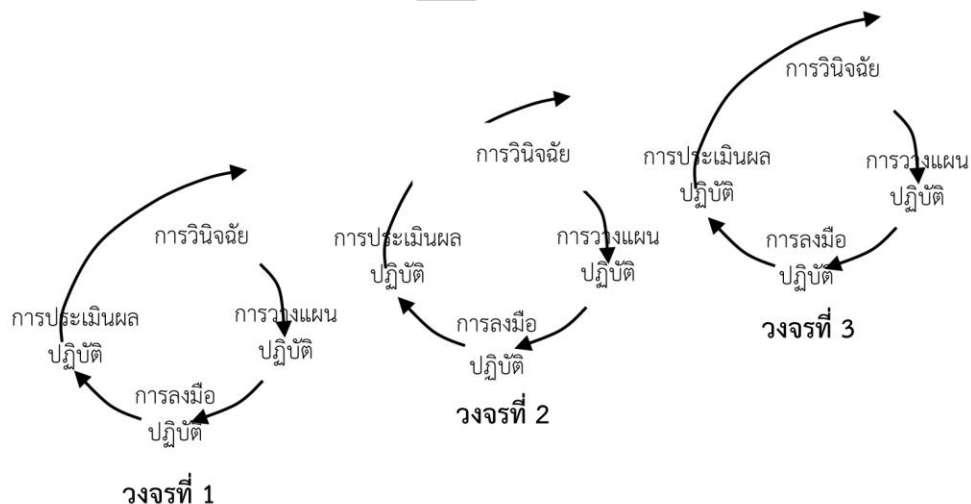 การวินิจฉัย
การวางแผน
ปฏิบัติ
การลงมือ
ปฏิบัติ
การประเมินผล
ปฏิบัติ
วงจรที่ 1
การวินิจฉัย
การวางแผน
ปฏิบัติ
การลงมือ
ปฏิบัติ
การประเมินผล
ปฏิบัติ
วงจรที่ 2
การวินิจฉัย
การวางแผน
ปฏิบัติ
การลงมือ
ปฏิบัติ
การประเมินผล
ปฏิบัติ
วงจรที่ 3